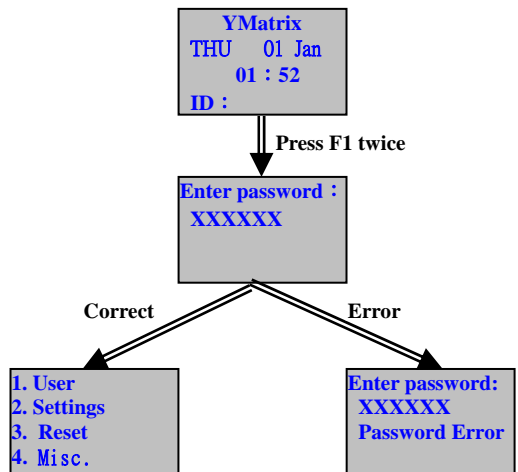 YMatrix
THU 01 Jan
01：52
ID：
Press F1 twice
Enter password：
XXXXXX
Correct
Error
1. User
2. Settings
3. Reset
4. Misc.
Enter password:
XXXXXX
Password Error